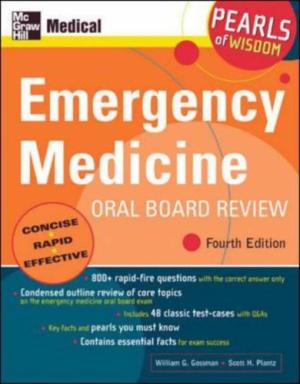 Mc
Graw
Hill
Medical
PEARLS
of WISDOM
Emergency
Medicine
ORAL BOARD REVIEW
Fourth Edition
CONCISE
• RAPID •
EFFECTIVE
• 800+ rapid-fire questions with the correct answer only
• Condensed outline review of core topics
on the emergency medicine oral board exam
• Includes 48 classic test-cases with Q&As
• Key facts and pearls you must know
• Contains essential facts for exam success
William G. Gossman • Scott H. Plantz